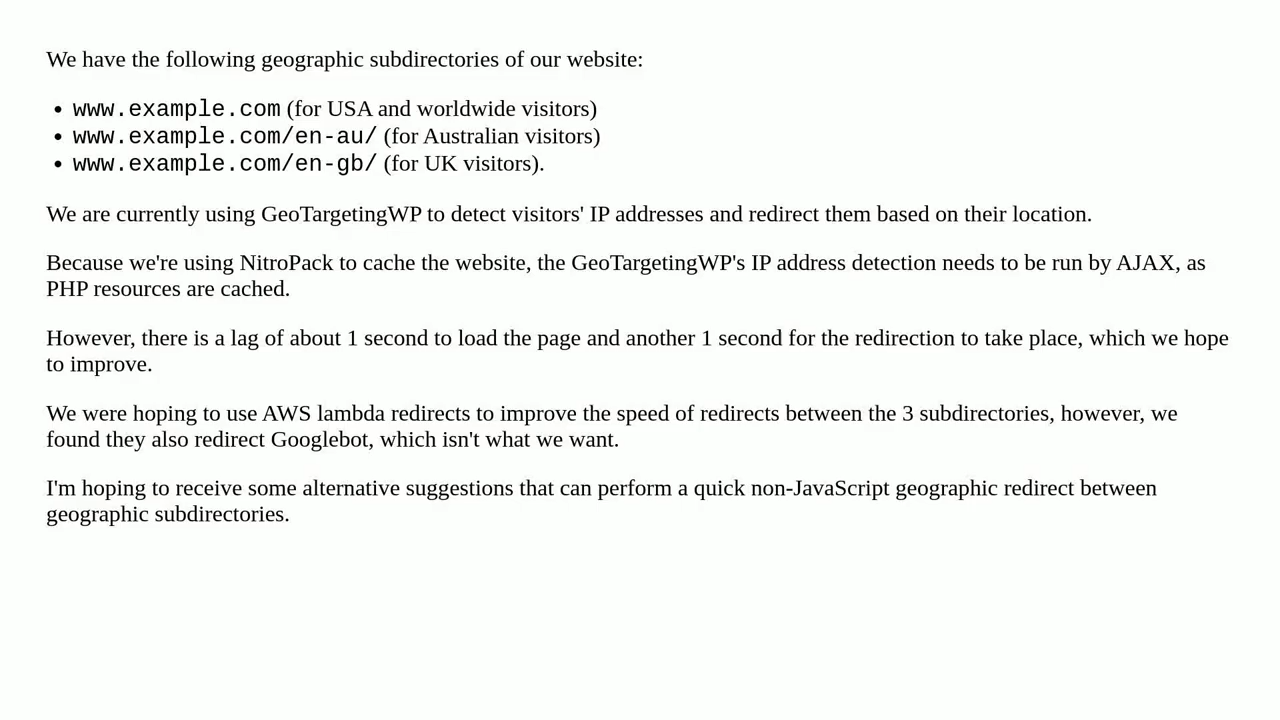 We have the following geographic subdirectories of our website:
• www.example.com (for USA and worldwide visitors)
• www.example.com/en-au/ (for Australian visitors)
• www.example.com/en-gb/ (for UK visitors).
We are currently using GeoTargetingWP to detect visitors' IP addresses and redirect them based on their location.
Because we're using NitroPack to cache the website, the GeoTargetingWP's IP address detection needs to be run by AJAX, as
PHP resources are cached.
However, there is a lag of about 1 second to load the page and another 1 second for the redirection to take place, which we hope
to improve.
We were hoping to use AWS lambda redirects to improve the speed of redirects between the 3 subdirectories, however, we
found they also redirect Googlebot, which isn't what we want.
I'm hoping to receive some alternative suggestions that can perform a quick non-JavaScript geographic redirect between
geographic subdirectories.